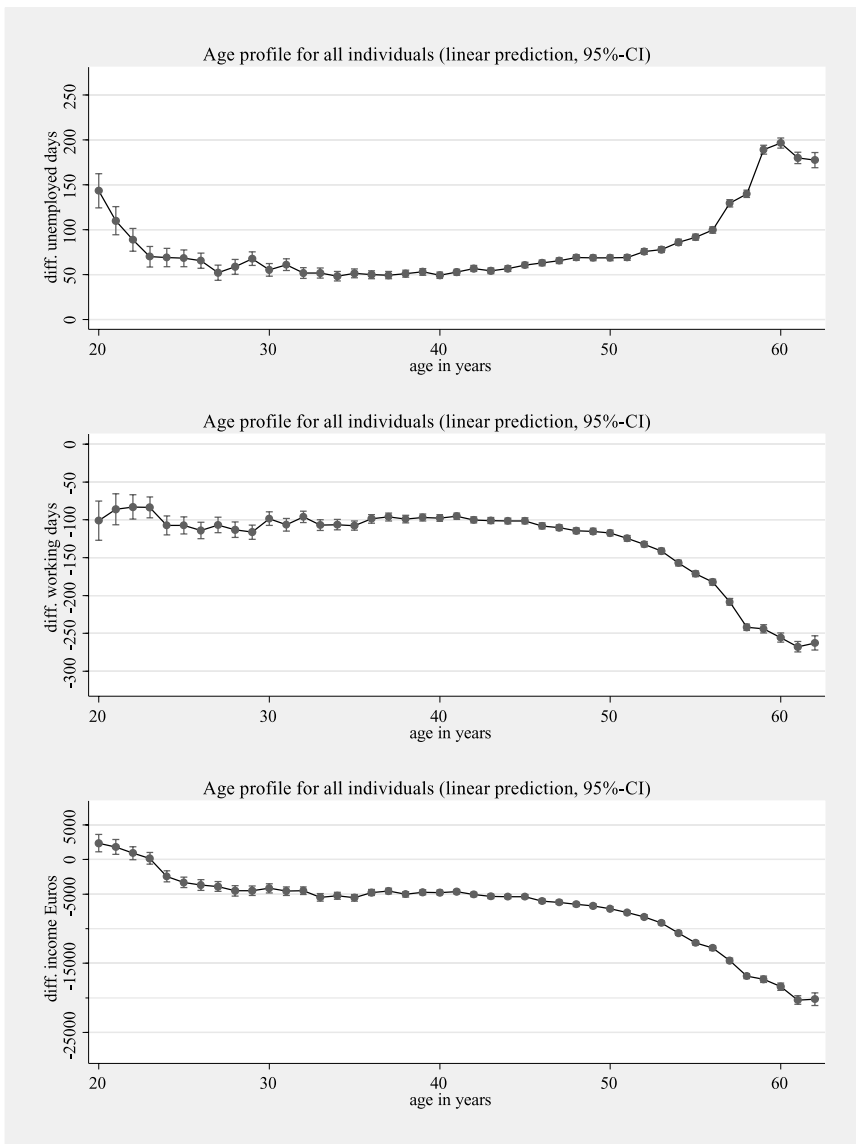 Age profile for all individuals (linear prediction, 95%-CI)
diff. unemployed days
250
200
150
100
50
0
20 30 40 50 60
age in years
Age profile for all individuals (linear prediction, 95%-CI)
diff. working days
0
-50
-100
-150
-200
-250
-300
20 30 40 50 60
age in years
Age profile for all individuals (linear prediction, 95%-CI)
diff. income Euros
5000
0
-5000
-15000
-25000
20 30 40 50 60
age in years